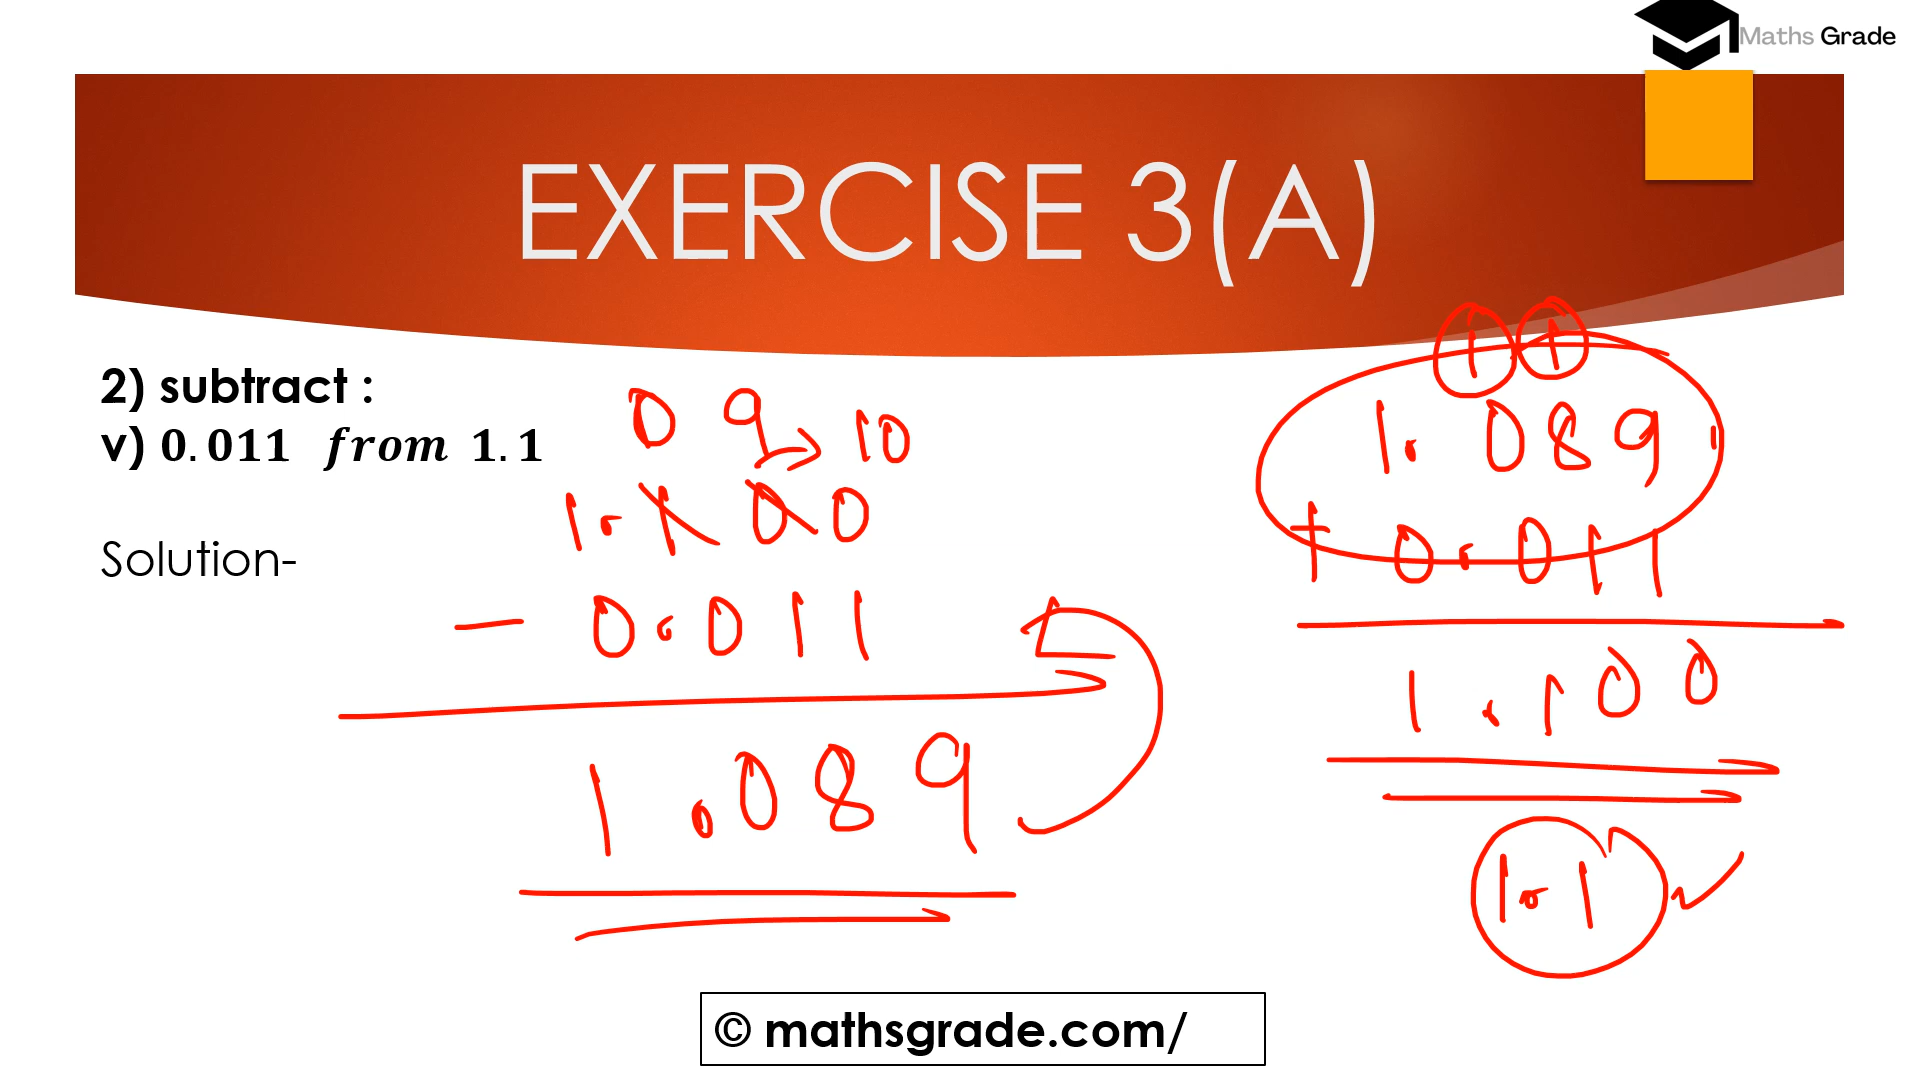 Maths Grade
EXERCISE 3(A)
2) subtract :
v) 0.011 from 1.1
Solution-
0 9 10
1.100
- 0.011
1.089
1 1
1.089
+ 0.011
1.100
1.1
© mathsgrade.com/